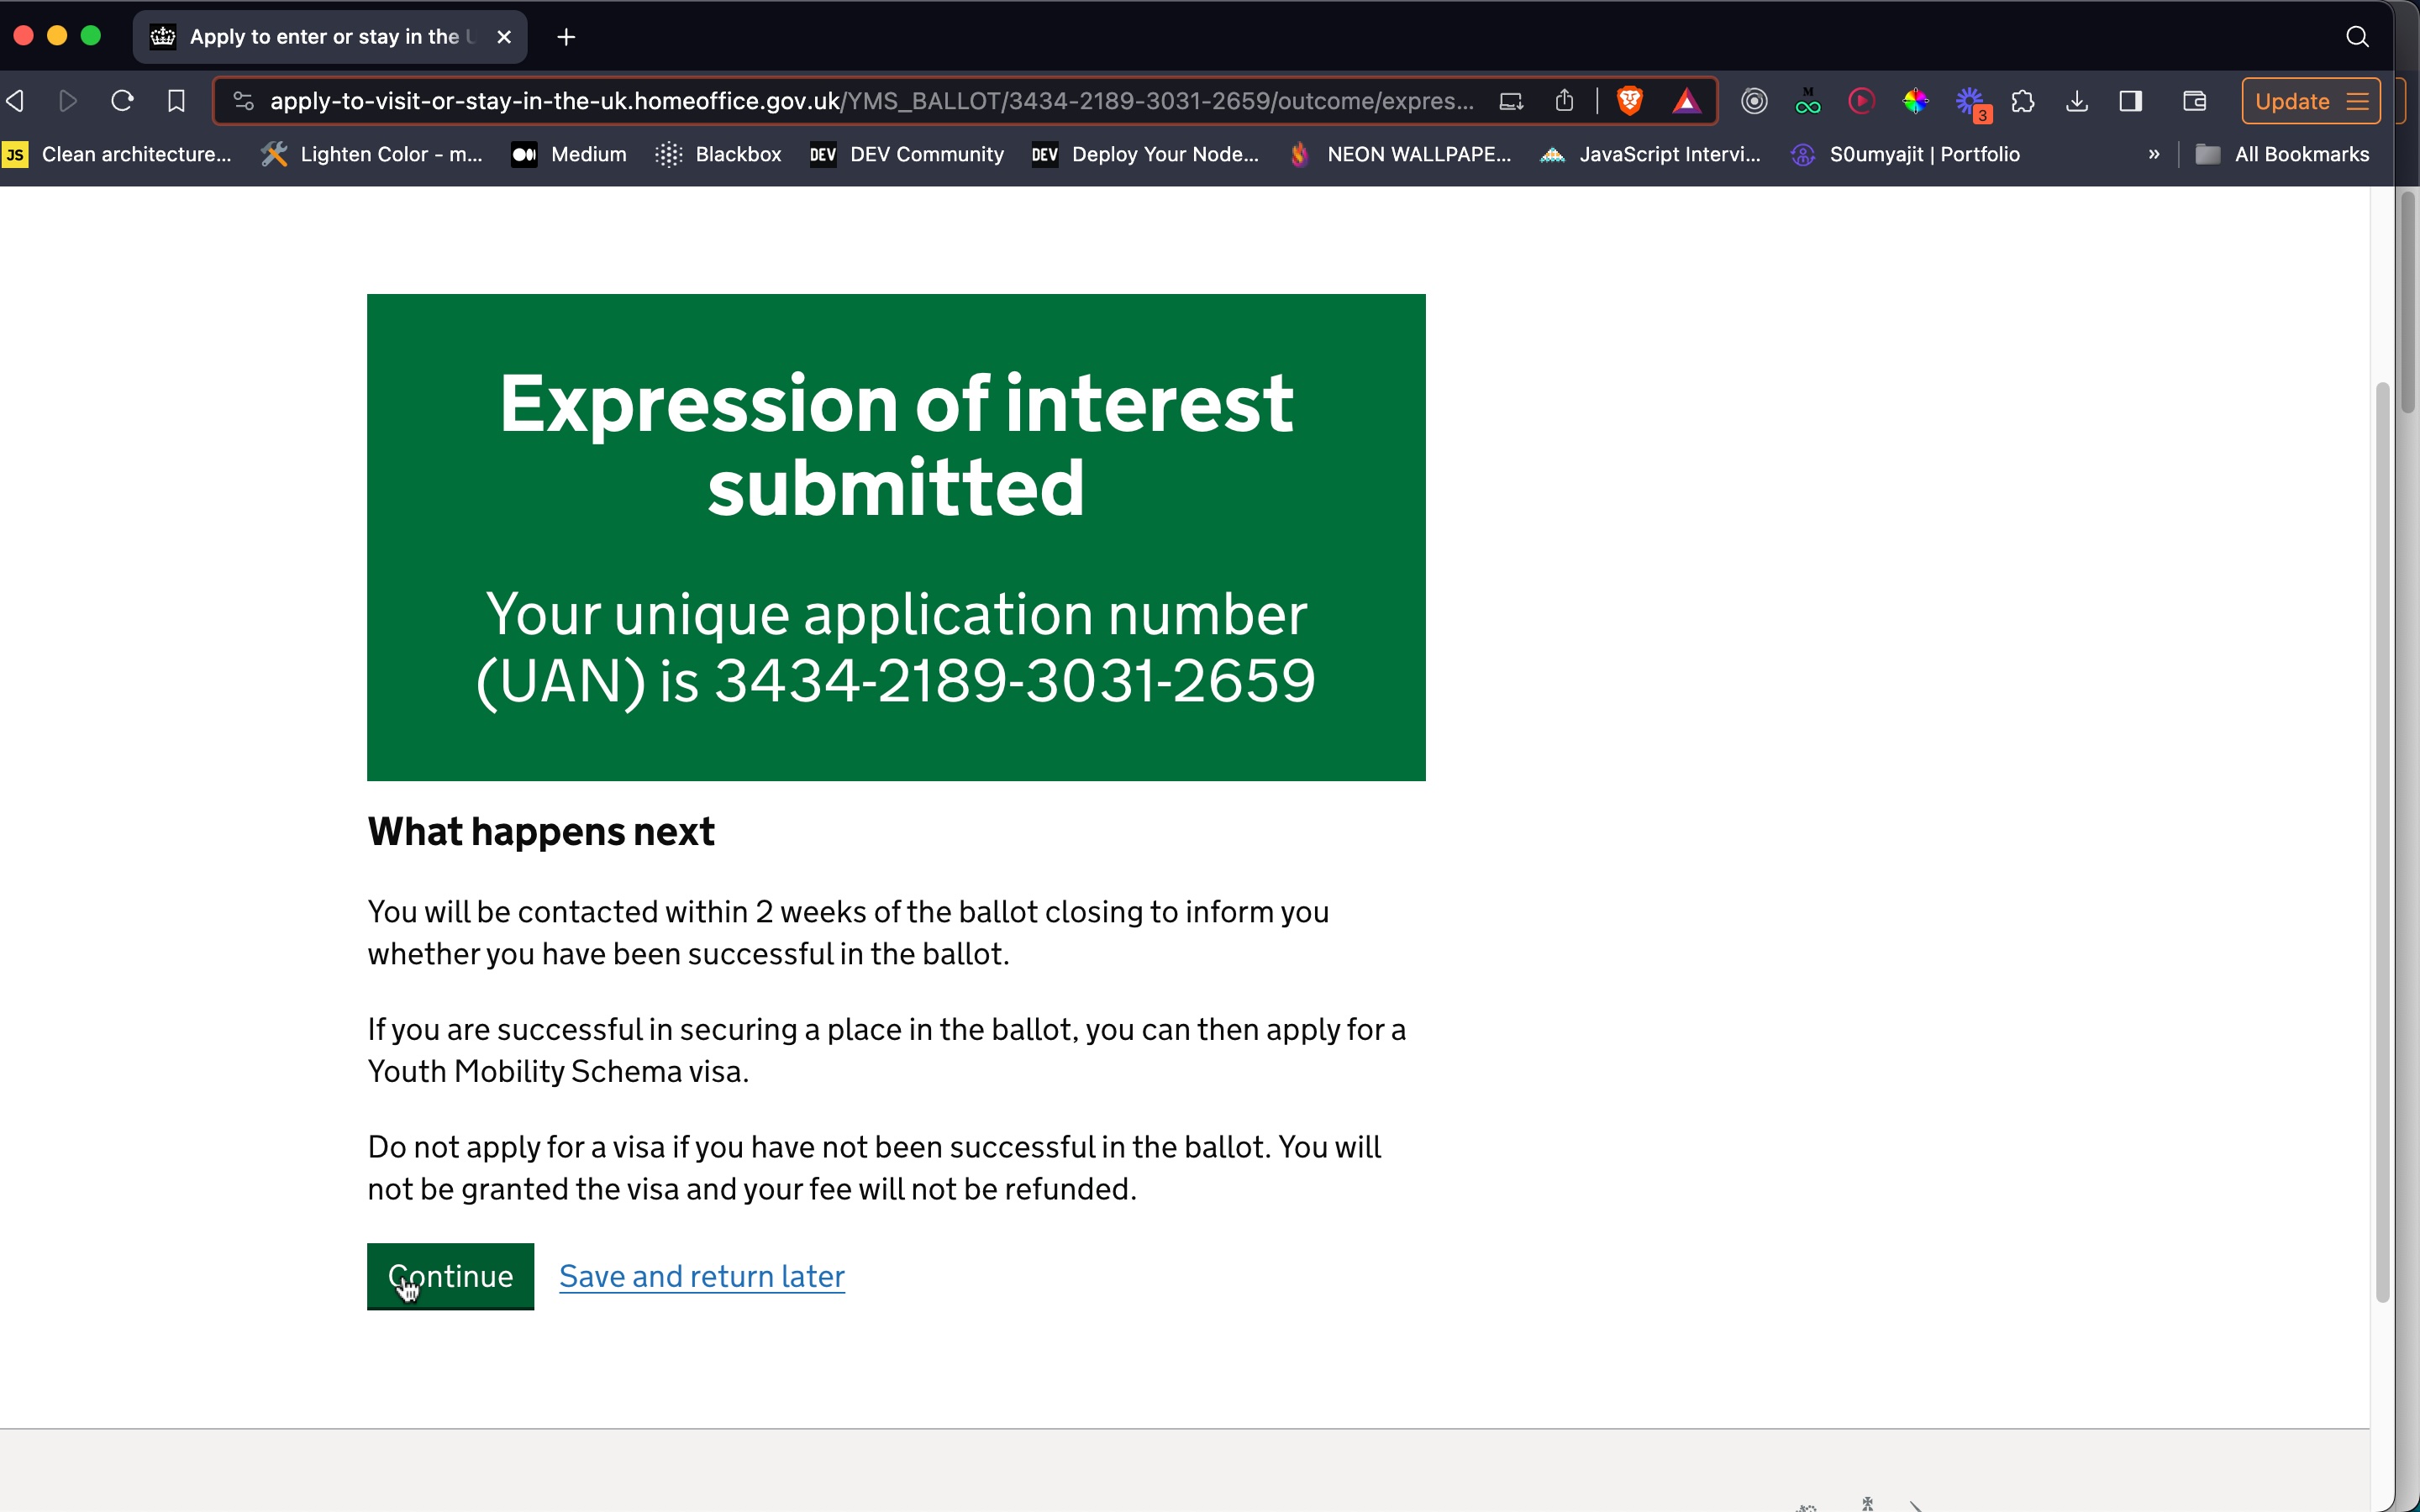 Apply to enter or stay in the
apply-to-visit-or-stay-in-the-uk.homeoffice.gov.uk/YMS_BALLOT/3434-2189-3031-2659/outcome/expres...
M
3
Update
JS Clean architecture...
Lighten Color - m...
Medium
Blackbox
DEV DEV Community
DEV Deploy Your Node...
NEON WALLPAPE...
JavaScript Intervi...
S0umyajit | Portfolio
»
All Bookmarks
Expression of interest
submitted
Your unique application number
(UAN) is 3434-2189-3031-2659
What happens next
You will be contacted within 2 weeks of the ballot closing to inform you
whether you have been successful in the ballot.
If you are successful in securing a place in the ballot, you can then apply for a
Youth Mobility Schema visa.
Do not apply for a visa if you have not been successful in the ballot. You will
not be granted the visa and your fee will not be refunded.
Continue
Save and return later